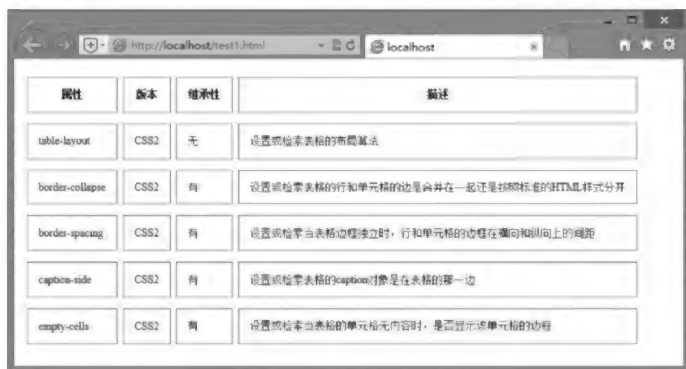 http://localhost/test1.html
localhost
属性 版本 继承性 描述
table-layout CSS2 无 设置或检索表格的布局算法
border-collapse CSS2 有 设置或检索表格的行和单元格的边是合并在一起还是按照标准的HTML样式分开
border-spacing CSS2 有 设置或检索当表格边框独立时，行和单元格的边框在横向和纵向上的间距
caption-side CSS2 有 设置或检索表格的caption对象是在表格的那一边
empty-cells CSS2 有 设置或检索当表格的单元格无内容时，是否显示该单元格的边框